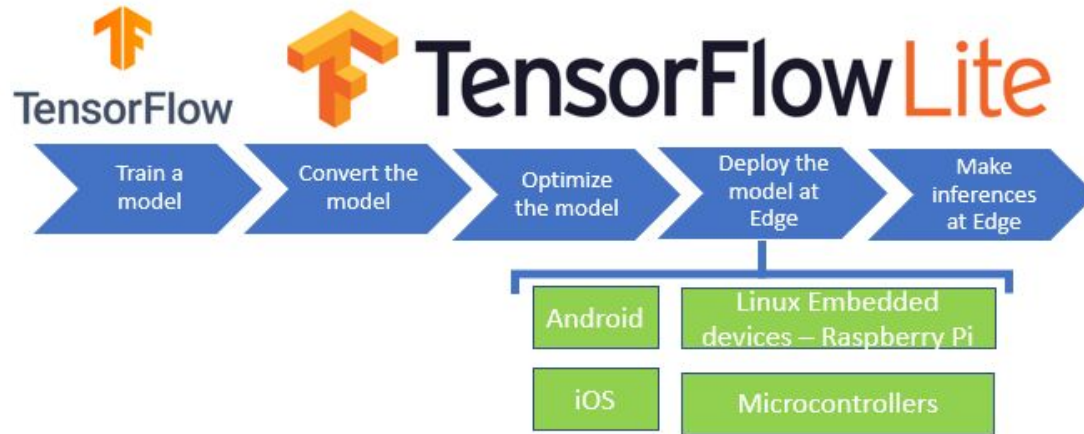 TensorFlow
TensorFlow Lite
Train a
model
Convert the
model
Optimize
the model
Deploy the
model at
Edge
Make
inferences
at Edge
Android
Linux Embedded
devices – Raspberry Pi
iOS
Microcontrollers